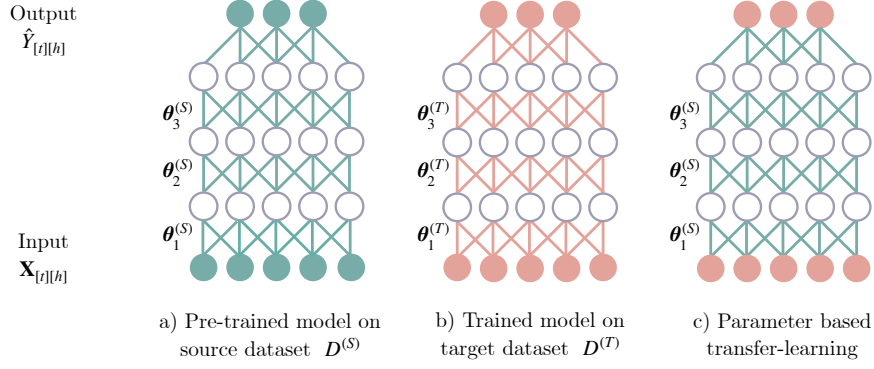 Output
Ŷ[t][h]
θ₃⁽ˢ⁾
θ₂⁽ˢ⁾
θ₁⁽ˢ⁾
Input
X[t][h]
a) Pre-trained model on
source dataset D⁽ˢ⁾
θ₃⁽ᵀ⁾
θ₂⁽ᵀ⁾
θ₁⁽ᵀ⁾
b) Trained model on
target dataset D⁽ᵀ⁾
θ₃⁽ˢ⁾
θ₂⁽ˢ⁾
θ₁⁽ˢ⁾
c) Parameter based
transfer-learning